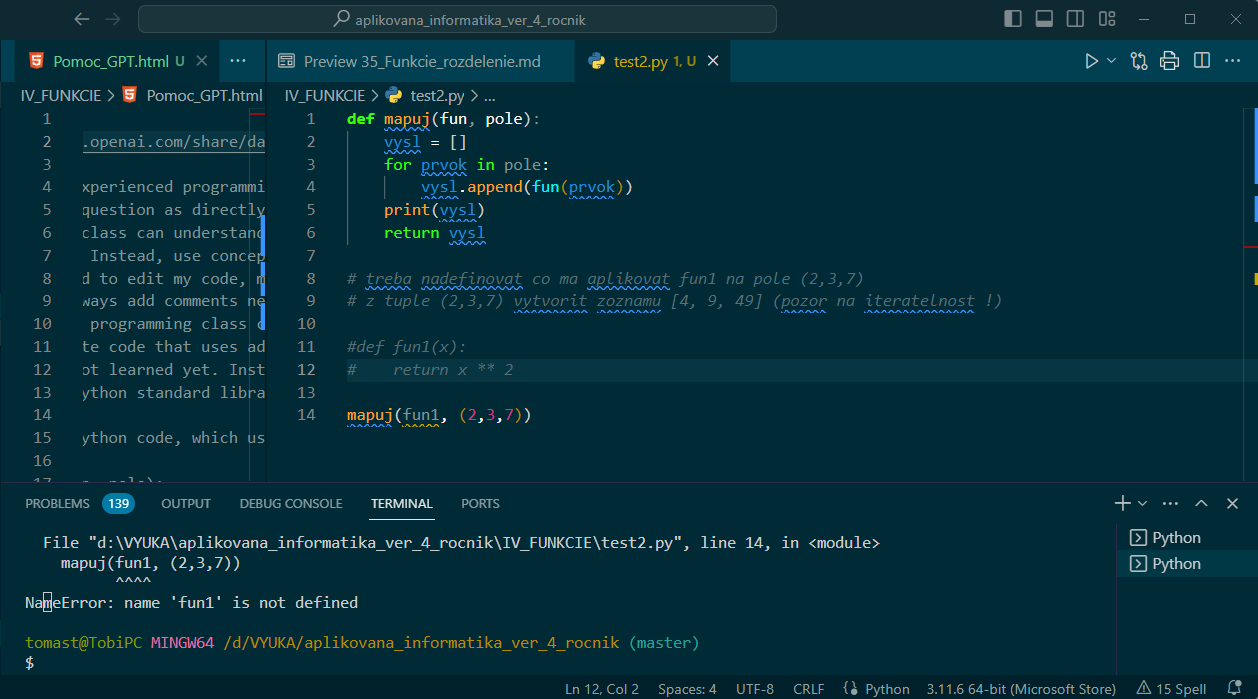 aplikovana_informatika_ver_4_rocnik
Pomoc_GPT.html U
Preview 35_Funkcie_rozdelenie.md
test2.py 1, U
IV_FUNKCIE > Pomoc_GPT.html
IV_FUNKCIE > test2.py > ...
1
2 .openai.com/share/da
3
4 xperienced programmi
5 question as directly
6 class can understand
7 Instead, use concep
8 d to edit my code, m
9 ways add comments ne
10 programming class c
11 te code that uses ad
12 ot learned yet. Inst
13 ython standard libra
14
15 ython code, which us
16
17
1 def mapuj(fun, pole):
2 vysl = []
3 for prvok in pole:
4 vysl.append(fun(prvok))
5 print(vysl)
6 return vysl
7
8 # treba nadefinovat co ma aplikovat fun1 na pole (2,3,7)
9 # z tuple (2,3,7) vytvorit zoznamu [4, 9, 49] (pozor na iteratelnost !)
10
11 #def fun1(x):
12 # return x ** 2
13
14 mapuj(fun1, (2,3,7))
PROBLEMS 139 OUTPUT DEBUG CONSOLE TERMINAL PORTS
File "d:\VYUKA\aplikovana_informatika_ver_4_rocnik\IV_FUNKCIE\test2.py", line 14, in <module>
mapuj(fun1, (2,3,7))
^^^^
NameError: name 'fun1' is not defined
tomast@TobiPC MINGW64 /d/VYUKA/aplikovana_informatika_ver_4_rocnik (master)
$
Python
Python
Ln 12, Col 2 Spaces: 4 UTF-8 CRLF Python 3.11.6 64-bit (Microsoft Store) 15 Spell